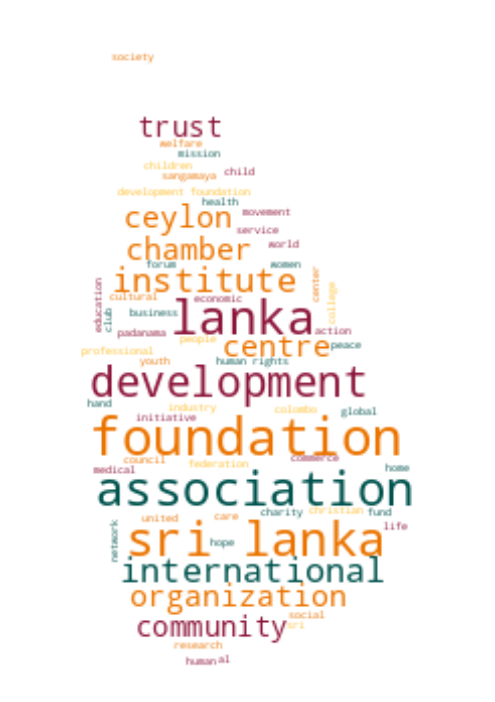 society
trust
welfare
mission
children
child
sangamaya
development foundation
health
ceylon
movement
service
chamber
world
forum
women
institute
center
education
cultural
economic
college
club
business
lanka
padanama
action
people
centre
peace
professional
youth
human rights
development
hand
industry
colombo
global
initiative
foundation
council
federation
commerce
medical
home
association
charity
christian
fund
united
care
life
network
sri lanka
hope
international
organization
social
community
sri
research
human
al